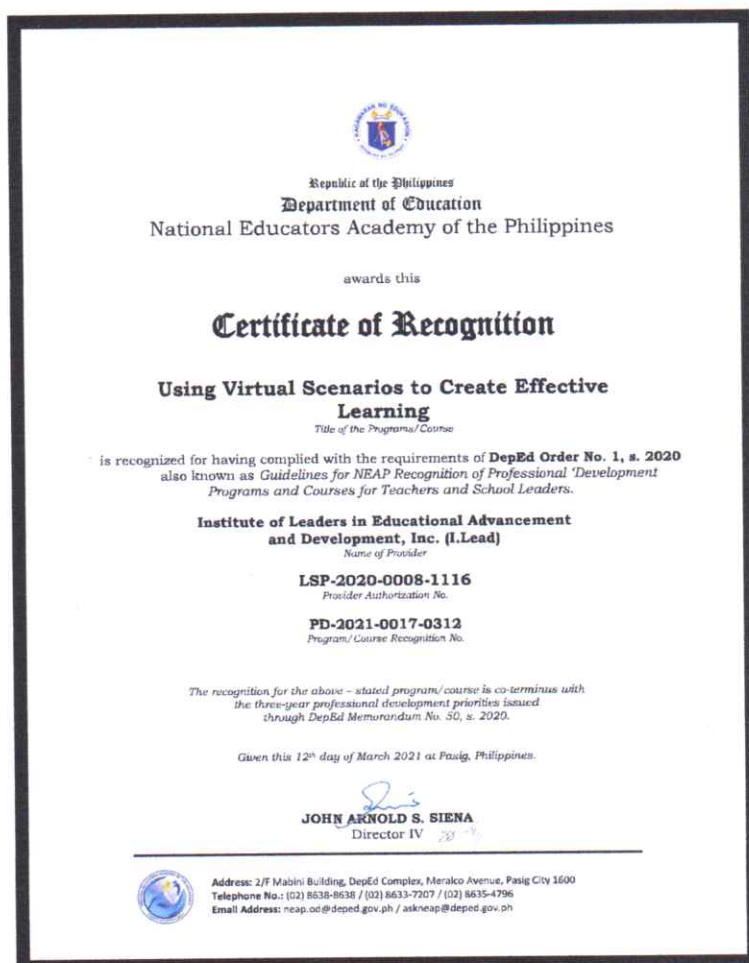 KAGAWARAN NG EDUKASYON
Republic of the Philippines
Department of Education
National Educators Academy of the Philippines
awards this
Certificate of Recognition
Using Virtual Scenarios to Create Effective
Learning
Title of the Programs/Course
is recognized for having complied with the requirements of DepEd Order No. 1, s. 2020
also known as Guidelines for NEAP Recognition of Professional 'Development
Programs and Courses for Teachers and School Leaders.
Institute of Leaders in Educational Advancement
and Development, Inc. (I.Lead)
Name of Provider
LSP-2020-0008-1116
Provider Authorization No.
PD-2021-0017-0312
Program/Course Recognition No.
The recognition for the above – stated program/course is co-terminus with
the three-year professional development priorities issued
through DepEd Memorandum No. 50, s. 2020.
Given this 12th day of March 2021 at Pasig, Philippines.
JOHN ARNOLD S. SIENA
Director IV
Address: 2/F Mabini Building, DepEd Complex, Meralco Avenue, Pasig City 1600
Telephone No.: (02) 8638-8638 / (02) 8633-7207 / (02) 8635-4796
Email Address: neap.od@deped.gov.ph / askneap@deped.gov.ph